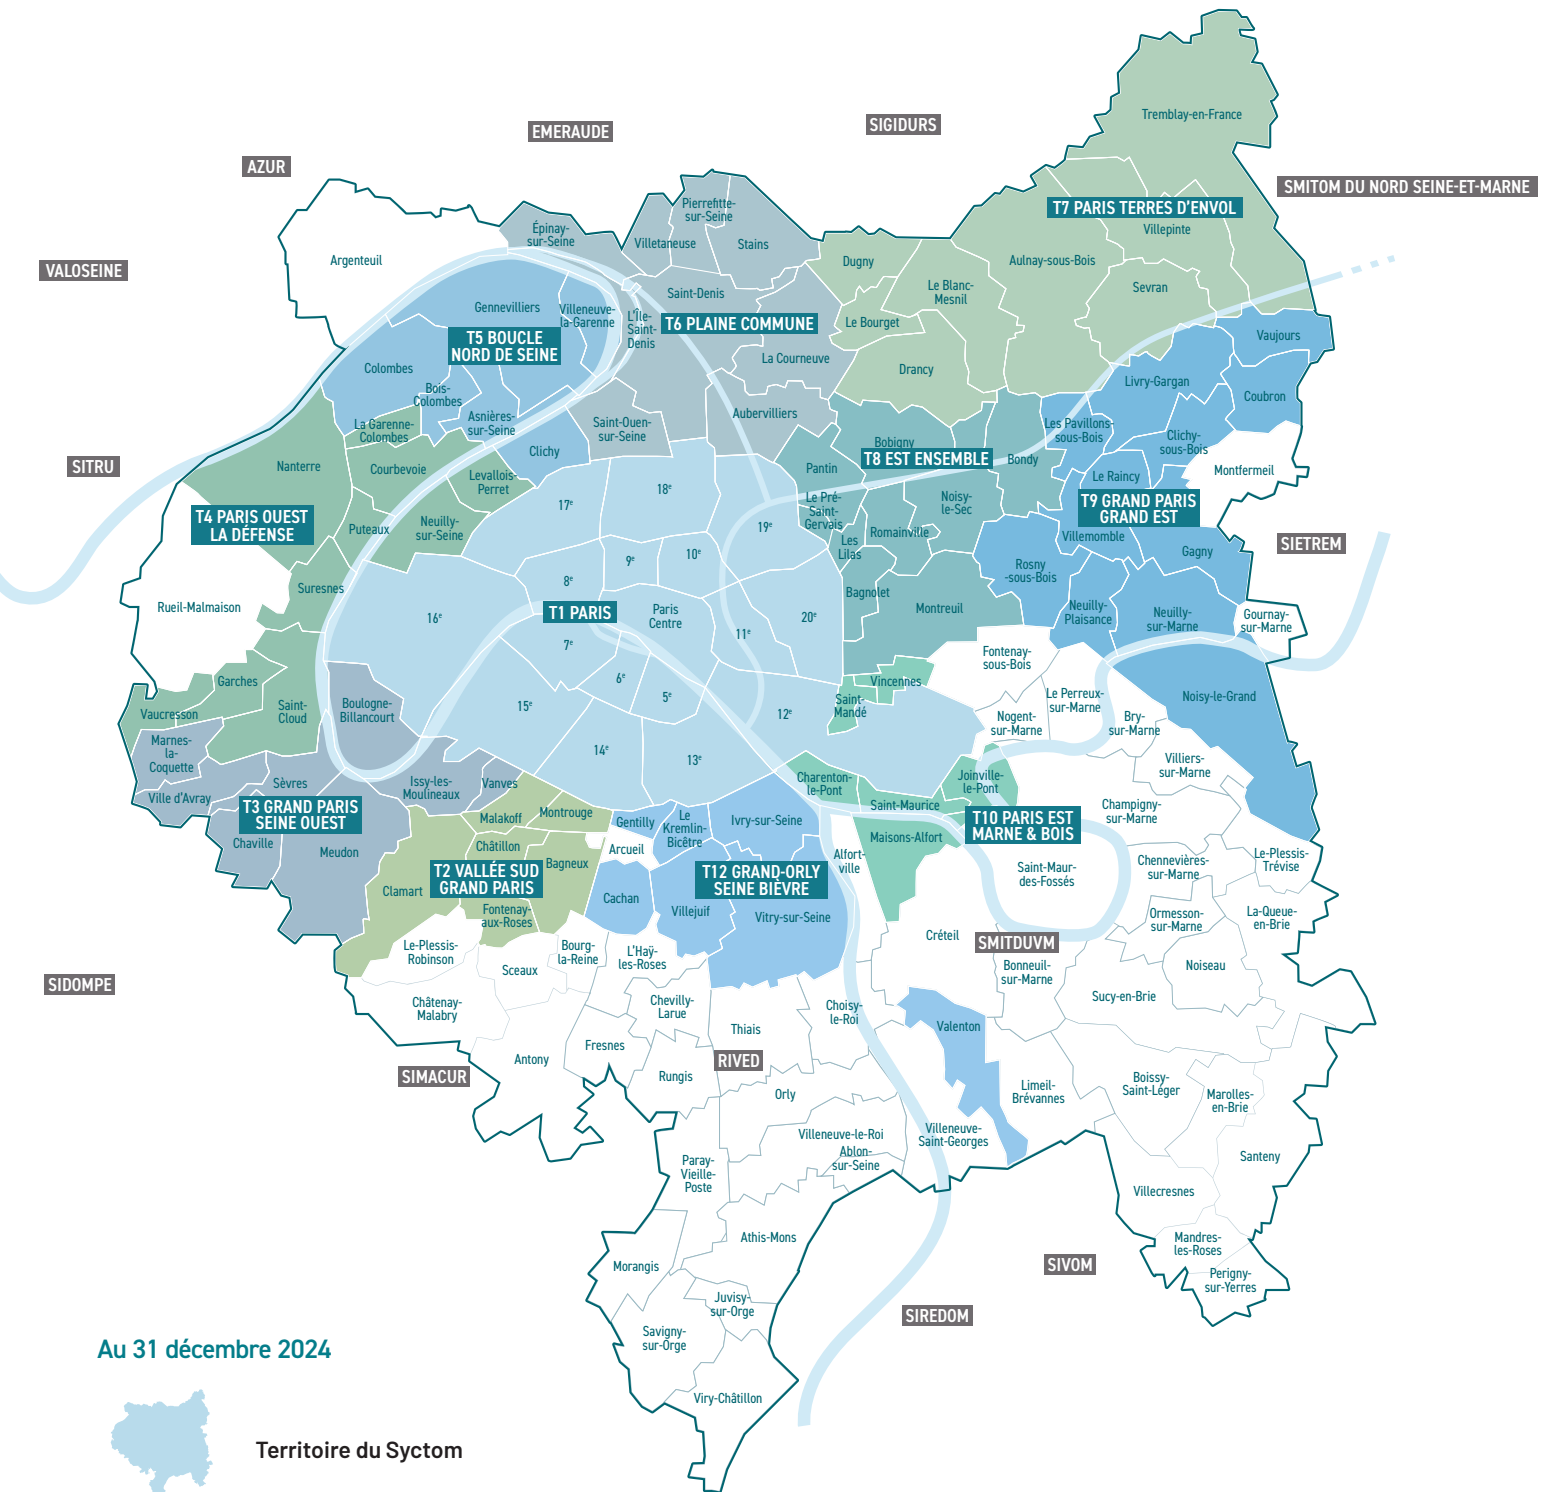 Tremblay-en-France
SIGIDURS
EMERAUDE
AZUR
SMITOM DU NORD SEINE-ET-MARNE
T7 PARIS TERRES D'ENVOL
Pierrefitte-
sur-Seine
Épinay-
sur-Seine
Villetaneuse
Stains
Villepinte
Argenteuil
Dugny
Aulnay-sous-Bois
VALOSEINE
Le Blanc-
Mesnil
Sevran
Saint-Denis
Gennevilliers
Villeneuve-
la-Garenne
L'Île-
Saint-
Denis
T6 PLAINE COMMUNE
Le Bourget
Vaujours
T5 BOUCLE
NORD DE SEINE
La Courneuve
Colombes
Drancy
Livry-Gargan
Bois-
Colombes
Coubron
Aubervilliers
Asnières-
sur-Seine
La Garenne-
Colombes
Saint-Ouen-
sur-Seine
Les Pavillons-
sous-Bois
Clichy-
sous-Bois
Bobigny
Clichy
T8 EST ENSEMBLE
Bondy
SITRU
Nanterre
Courbevoie
Pantin
Montfermeil
Levallois-
Perret
Le Raincy
18e
17e
Le Pré-
Saint-
Gervais
Noisy-
le-Sec
T9 GRAND PARIS
GRAND EST
T4 PARIS OUEST
LA DÉFENSE
Puteaux
Neuilly-
sur-Seine
19e
Romainville
Villemomble
Les
Lilas
SIETREM
Gagny
9e
10e
Rosny
-sous-Bois
8e
Suresnes
Bagnolet
Rueil-Malmaison
T1 PARIS
Paris
Centre
Montreuil
Neuilly-
Plaisance
Neuilly-
sur-Marne
Gournay-
sur-Marne
16e
20e
11e
7e
Fontenay-
sous-Bois
6e
5e
Vincennes
Garches
Saint-
Mandé
Le Perreux-
sur-Marne
Noisy-le-Grand
Vaucresson
Saint-
Cloud
Boulogne-
Billancourt
15e
12e
Nogent-
sur-Marne
Bry-
sur-Marne
Marnes-
la-
Coquette
14e
13e
Villiers-
sur-Marne
Sèvres
Issy-les-
Moulineaux
Vanves
Charenton-
le-Pont
Joinville-
le-Pont
Ville d'Avray
T3 GRAND PARIS
SEINE OUEST
Malakoff
Montrouge
Gentilly
Le
Kremlin-
Bicêtre
Ivry-sur-Seine
Saint-Maurice
Champigny-
sur-Marne
T10 PARIS EST
MARNE & BOIS
Chaville
Meudon
Châtillon
Arcueil
Maisons-Alfort
Alfort-
ville
Bagneux
T2 VALLÉE SUD
GRAND PARIS
T12 GRAND-ORLY
SEINE BIÈVRE
Saint-Maur-
des-Fossés
Chennevières-
sur-Marne
Le-Plessis-
Trévise
Clamart
Cachan
Villejuif
Vitry-sur-Seine
Fontenay-
aux-Roses
Ormesson-
sur-Marne
La-Queue-
en-Brie
Le-Plessis-
Robinson
Bourg-
la-Reine
L'Haÿ-
les-Roses
Créteil
SMITDUVM
Sceaux
Bonneuil-
sur-Marne
Noiseau
SIDOMPE
Châtenay-
Malabry
Chevilly-
Larue
Choisy-
le-Roi
Sucy-en-Brie
Thiais
Valenton
Antony
Fresnes
RIVED
SIMACUR
Rungis
Limeil-
Brévannes
Boissy-
Saint-Léger
Marolles-
en-Brie
Orly
Villeneuve-le-Roi
Villeneuve-
Saint-Georges
Ablon-
sur-Seine
Paray-
Vieille-
Poste
Santeny
Villecresnes
Athis-Mons
Mandres-
les-Roses
Morangis
SIVOM
Perigny-
sur-Yerres
Juvisy-
sur-Orge
SIREDOM
Savigny-
sur-Orge
Au 31 décembre 2024
Viry-Châtillon
Territoire du Syctom